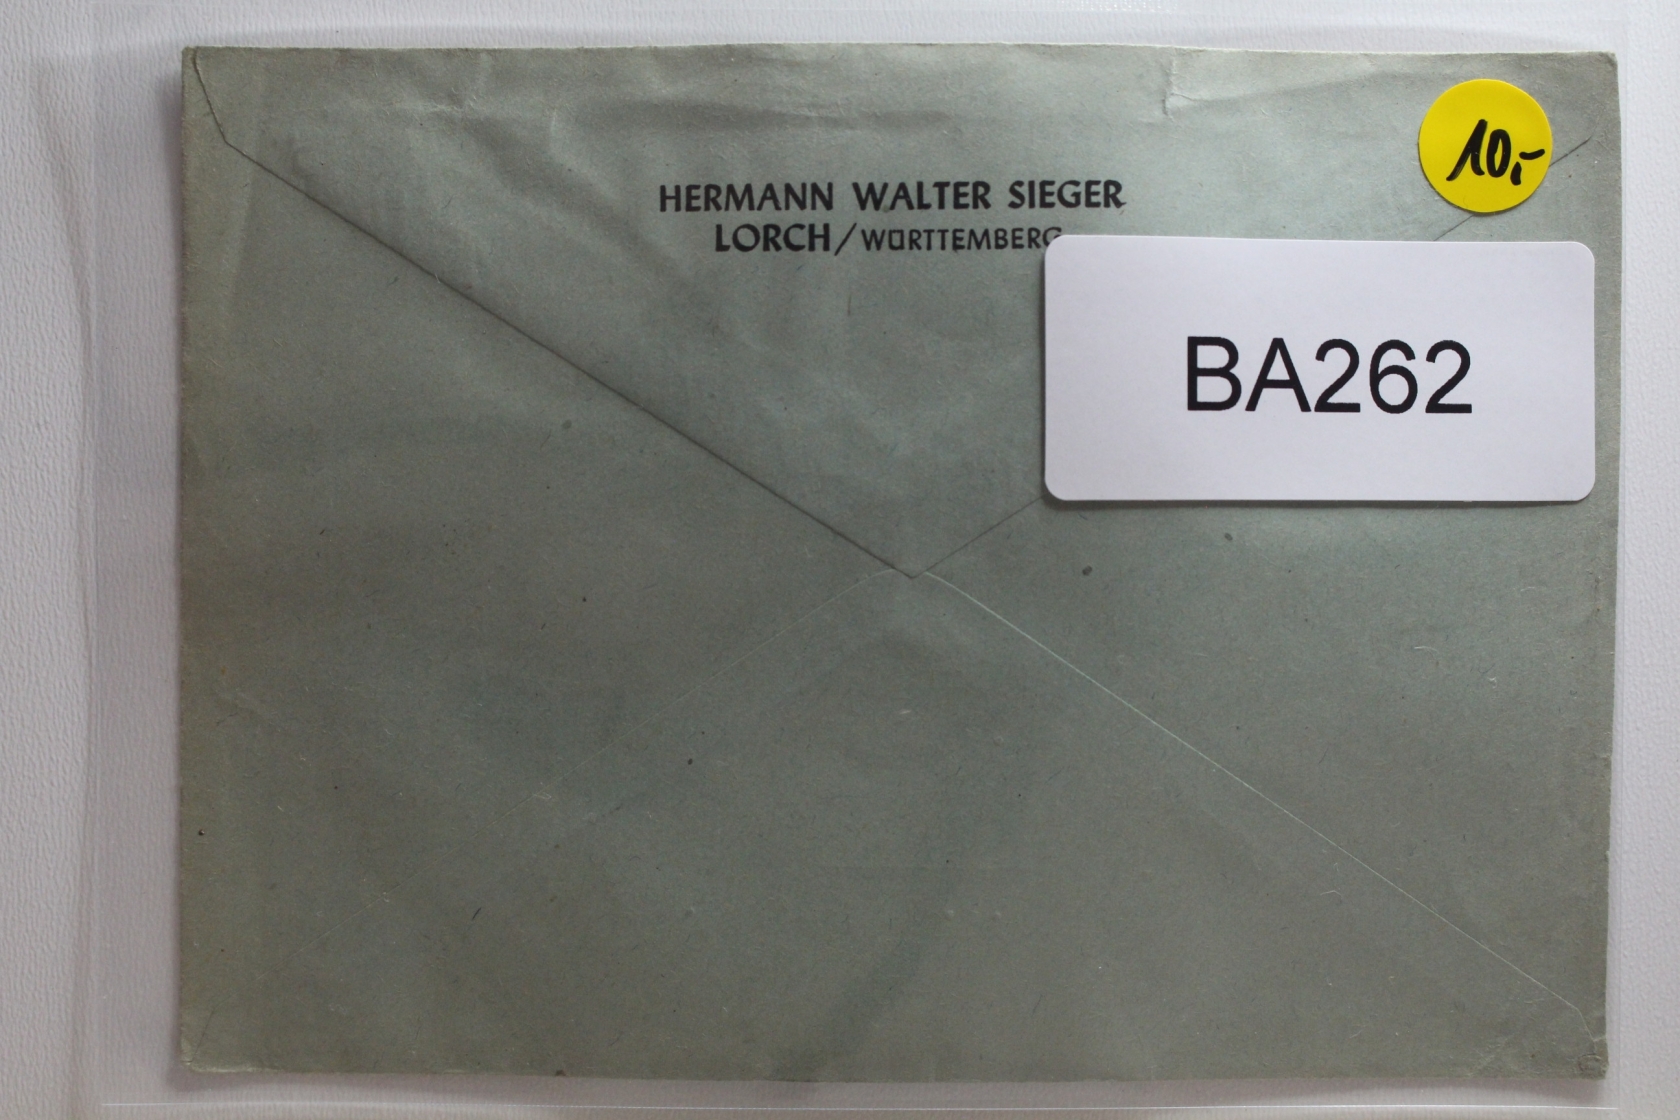 10,-
HERMANN WALTER SIEGER
LORCH/WÜRTTEMBERG
BA262